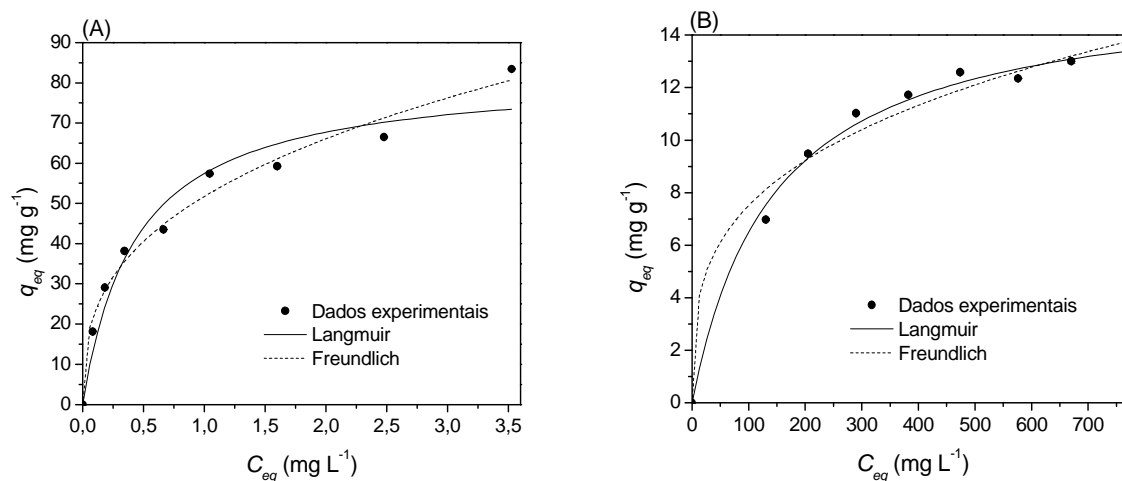 (A)
90
80
70
60
50
40
30
20
10
0
q_eq (mg g⁻¹)
Dados experimentais
Langmuir
Freundlich
0,0 0,5 1,0 1,5 2,0 2,5 3,0 3,5
C_eq (mg L⁻¹)
(B)
14
12
10
8
6
4
2
0
q_eq (mg g⁻¹)
Dados experimentais
Langmuir
Freundlich
0 100 200 300 400 500 600 700
C_eq (mg L⁻¹)